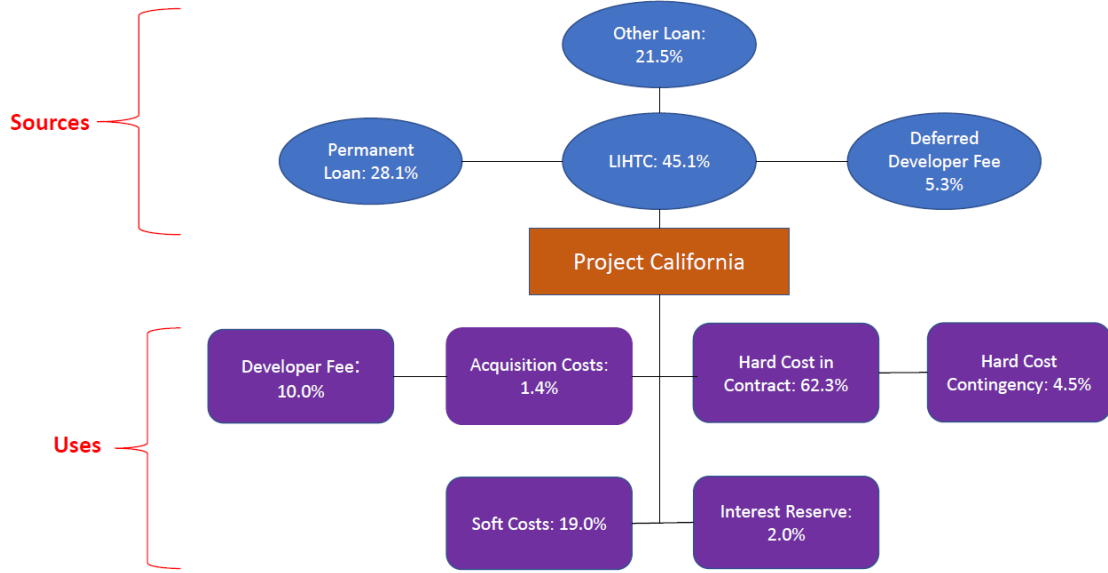 Other Loan:
21.5%
Sources
Permanent
Loan: 28.1%
LIHTC: 45.1%
Deferred
Developer Fee
5.3%
Project California
Developer Fee:
10.0%
Acquisition Costs:
1.4%
Hard Cost in
Contract: 62.3%
Hard Cost
Contingency: 4.5%
Uses
Soft Costs: 19.0%
Interest Reserve:
2.0%